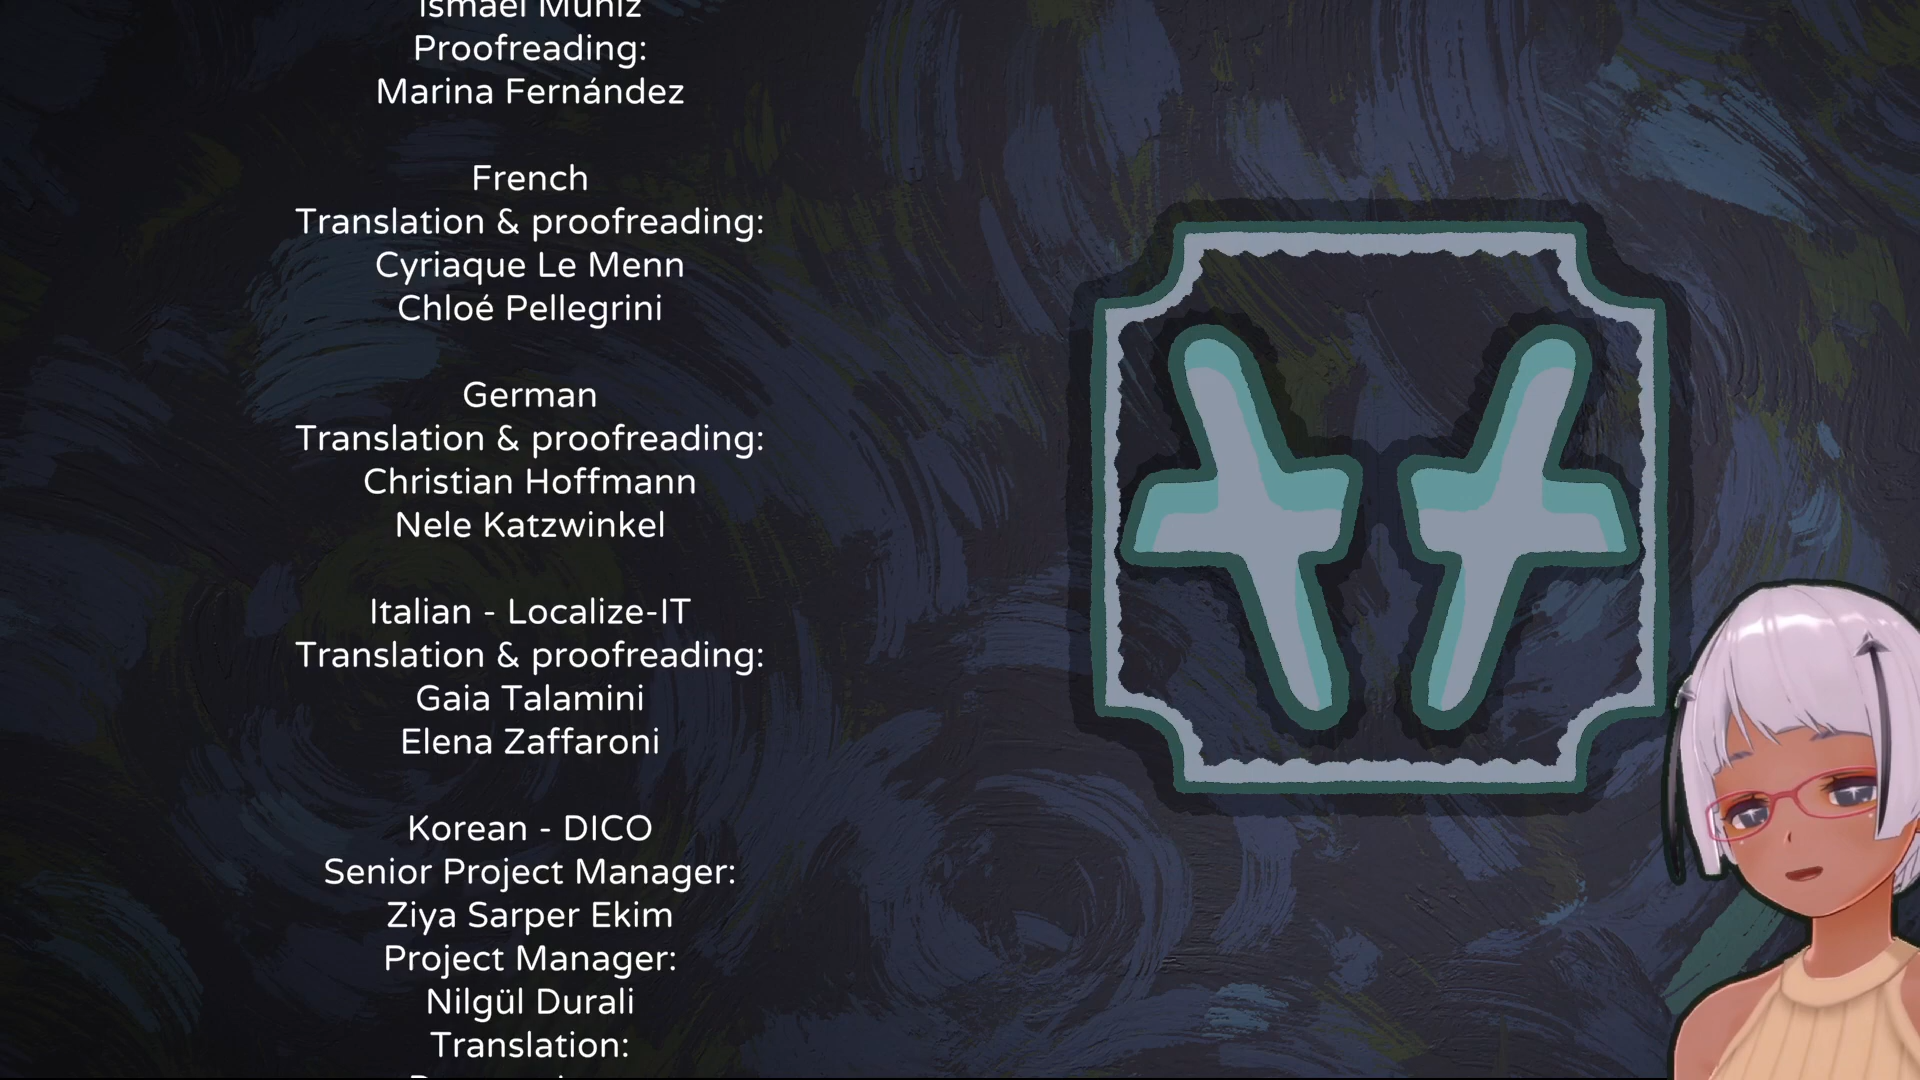 Ismael Muñiz
Proofreading:
Marina Fernández
French
Translation & proofreading:
Cyriaque Le Menn
Chloé Pellegrini
German
Translation & proofreading:
Christian Hoffmann
Nele Katzwinkel
Italian - Localize-IT
Translation & proofreading:
Gaia Talamini
Elena Zaffaroni
Korean - DICO
Senior Project Manager:
Ziya Sarper Ekim
Project Manager:
Nilgül Durali
Translation: